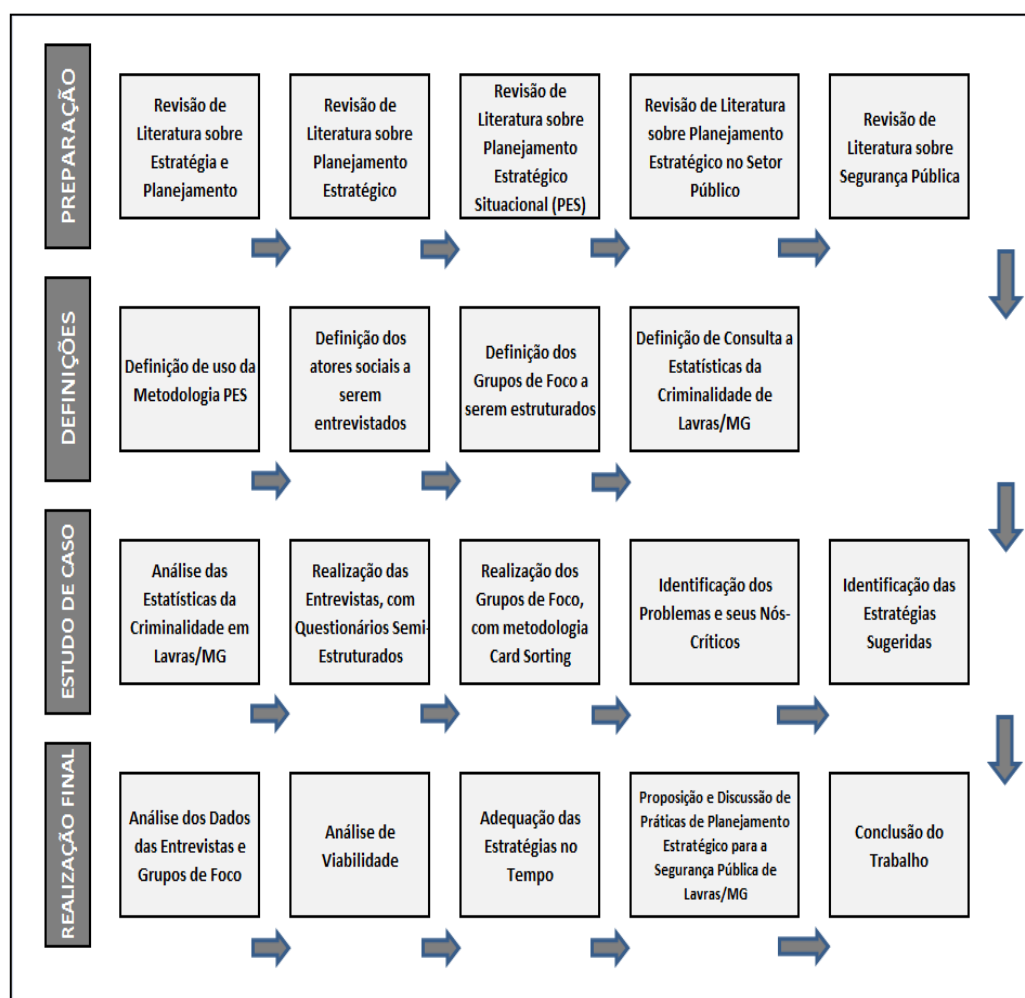 PREPARAÇÃO
Revisão de
Literatura sobre
Estratégia e
Planejamento
Revisão de
Literatura sobre
Planejamento
Estratégico
Revisão de
Literatura sobre
Planejamento
Estratégico
Situacional (PES)
Revisão de Literatura
sobre Planejamento
Estratégico no Setor
Público
Revisão de
Literatura sobre
Segurança Pública
DEFINIÇÕES
Definição de uso da
Metodologia PES
Definição dos
atores sociais a
serem
entrevistados
Definição dos
Grupos de Foco a
serem estruturados
Definição de Consulta a
Estatísticas da
Criminalidade de
Lavras/MG
ESTUDO DE CASO
Análise das
Estatísticas da
Criminalidade em
Lavras/MG
Realização das
Entrevistas, com
Questionários Semi-
Estruturados
Realização dos
Grupos de Foco,
com metodologia
Card Sorting
Identificação dos
Problemas e seus Nós-
Críticos
Identificação das
Estratégias
Sugeridas
REALIZAÇÃO FINAL
Análise dos Dados
das Entrevistas e
Grupos de Foco
Análise de
Viabilidade
Adequação das
Estratégias no
Tempo
Proposição e Discussão de
Práticas de Planejamento
Estratégico para a
Segurança Pública de
Lavras/MG
Conclusão do
Trabalho